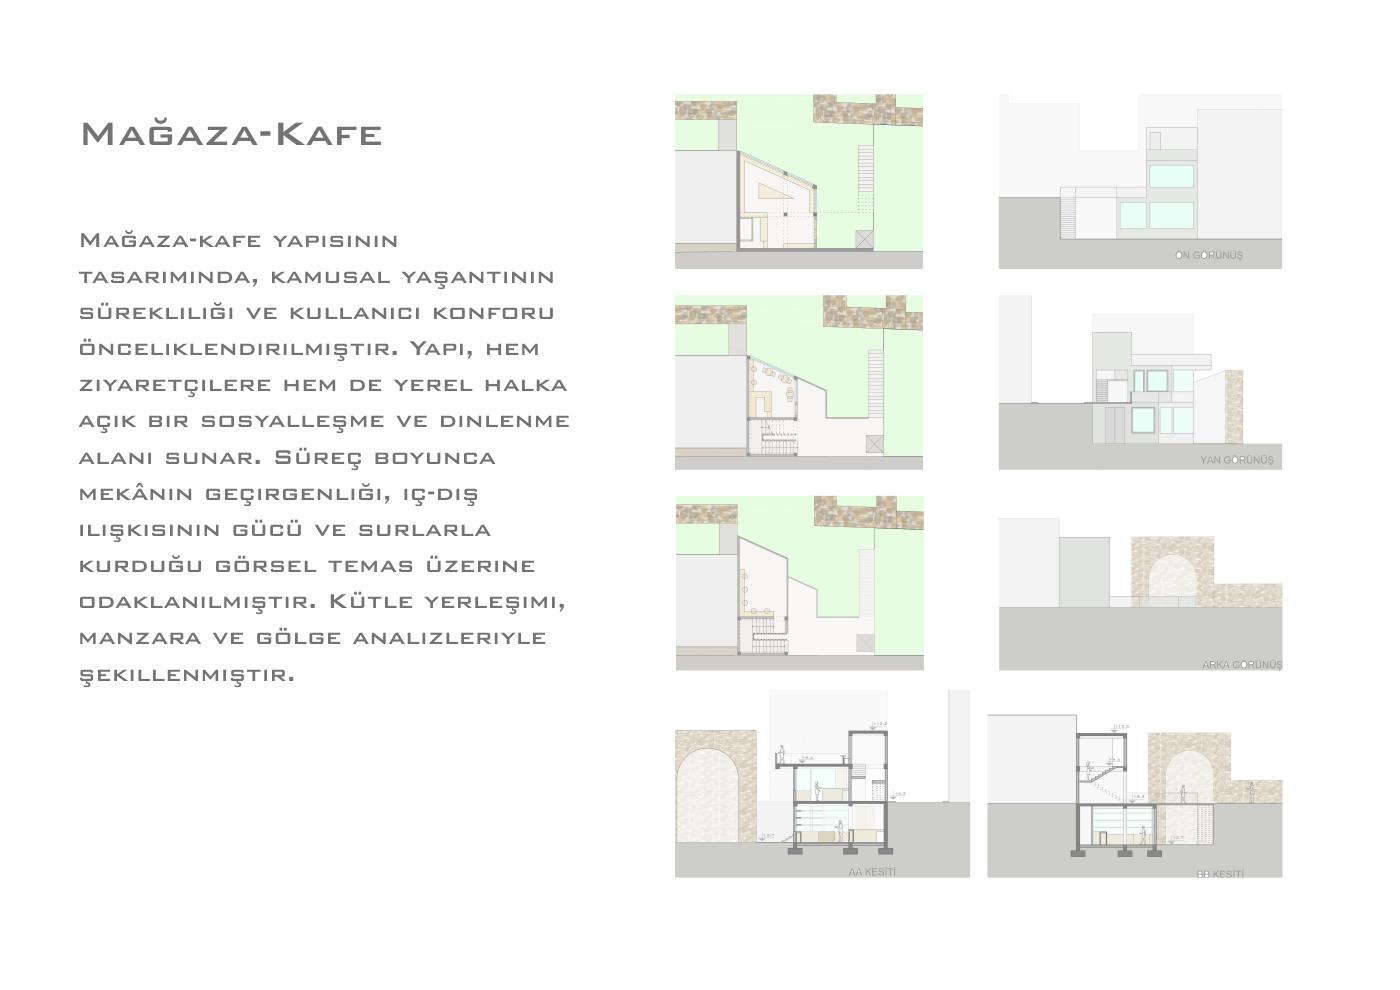 Mağaza-Kafe
Mağaza-kafe yapısının
tasarımında, kamusal yaşantının
sürekliliği ve kullanıcı konforu
önceliklendirilmiştir. Yapı, hem
ziyaretçilere hem de yerel halka
açık bir sosyalleşme ve dinlenme
alanı sunar. Süreç boyunca
mekânın geçirgenliği, iç-dış
ilişkisinin gücü ve surlarla
kurduğu görsel temas üzerine
odaklanılmıştır. Kütle yerleşimi,
manzara ve gölge analizleriyle
şekillenmiştir.
ÖN GÖRÜNÜŞ
YAN GÖRÜNÜŞ
ARKA GÖRÜNÜŞ
AA KESİTİ
BB KESİTİ